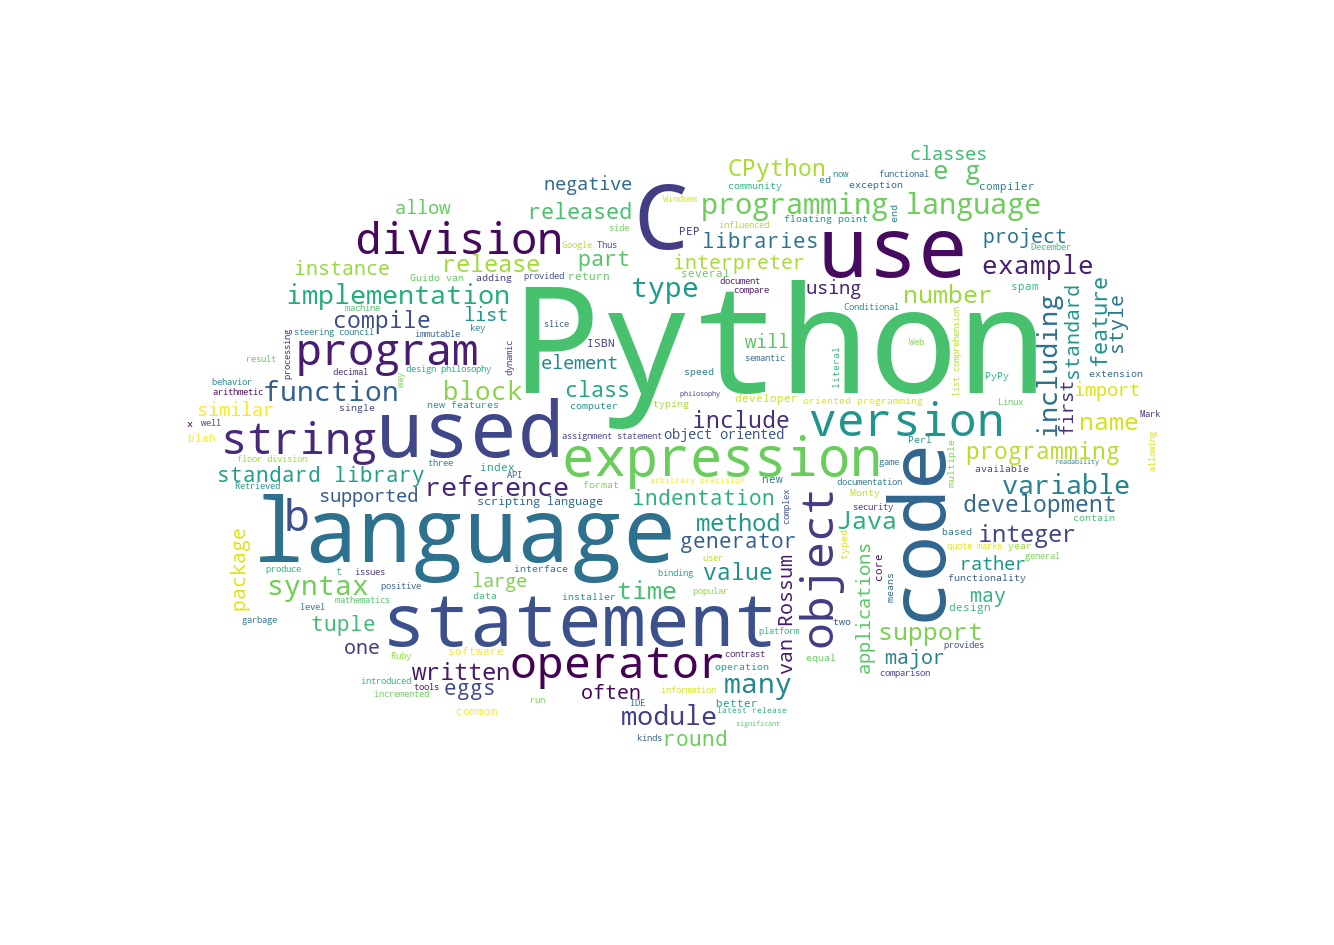 classes
CPython
e g
negative
community
ed
now
functional
exception
compiler
Windows
allow
released
C
programming language
side
PEP
influenced
floating point
end
division
Google
Thus
libraries
use
project
December
instance
release
part
interpreter
example
Guido van
adding
provided
return
several
document
compare
using
Conditional
number
spam
implementation
type
machine
list
compile
steering council
immutable
key
slice
ISBN
Python
will
semantic
literal
Web
list comprehension
including
standard
feature
style
processing
program
dynamic
element
result
decimal
design philosophy
way
speed
PyPy
extension
behavior
arithmetic
function
block
class
philosophy
first
import
similar
single
new features
computer
typing
developer
oriented programming
Linux
name
Mark
x
well
blah
string
used
assignment statement
include
object oriented
version
Perl
multiple
programming
allowing
floor division
three
index
API
expression
game
available
readability
standard library
Retrieved
supported
reference
format
arbitrary precision
new
documentation
variable
scripting language
indentation
complex
Monty
security
development
contain
b
language
method
generator
object
Java
code
based
integer
package
user
typed
quote marks
year
general
produce
t
issues
interface
binding
value
van Rossum
core
rather
functionality
syntax
positive
large
data
mathematics
installer
time
popular
applications
means
may
design
level
garbage
tuple
statement
platform
two
support
provides
one
Ruby
software
operator
contrast
equal
major
comparison
introduced
incremented
written
tools
eggs
often
information
operation
many
common
run
IDE
better
latest release
module
significant
kinds
round